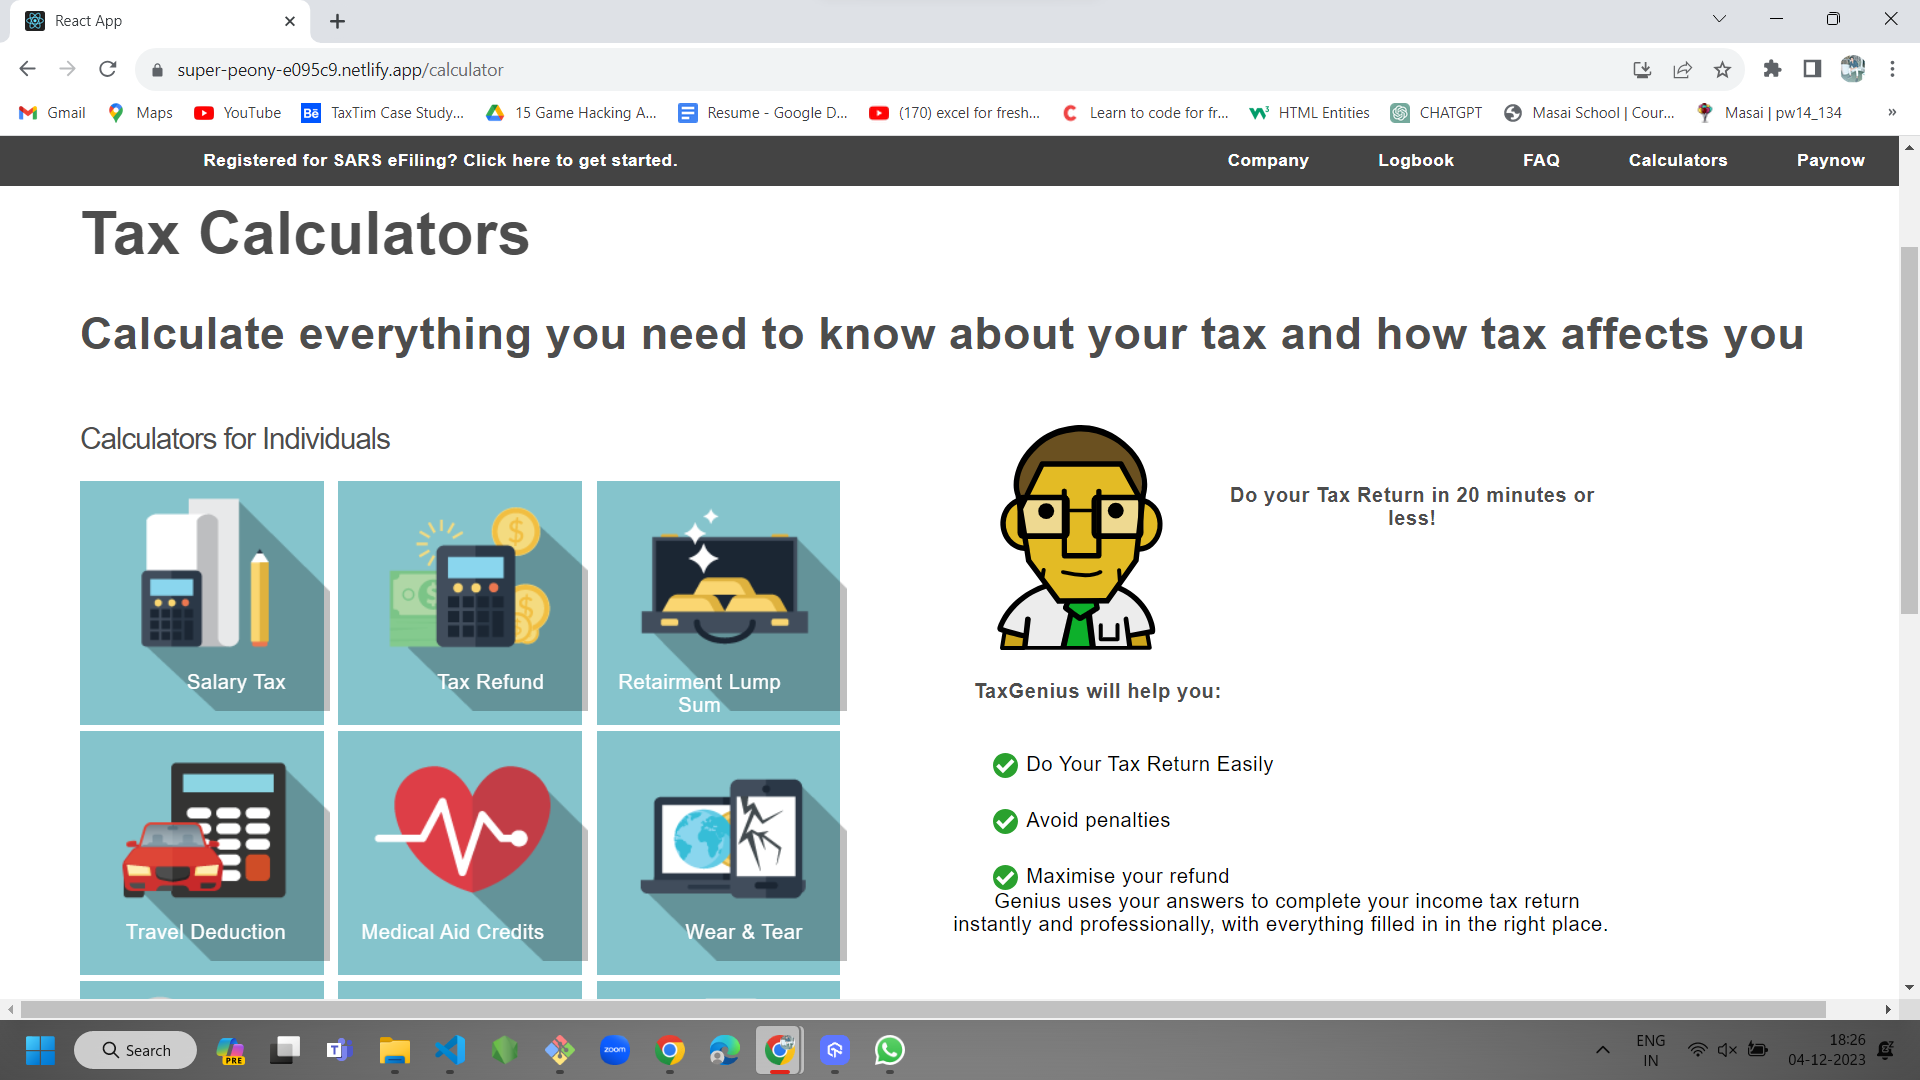 React App
super-peony-e095c9.netlify.app/calculator
Gmail Maps YouTube TaxTim Case Study... 15 Game Hacking A... Resume - Google D... (170) excel for fresh... Learn to code for fr... HTML Entities CHATGPT Masai School | Cour... Masai | pw14_134 »
Registered for SARS eFiling? Click here to get started. Company Logbook FAQ Calculators Paynow
Tax Calculators
Calculate everything you need to know about your tax and how tax affects you
Calculators for Individuals
Salary Tax
Tax Refund
Retairment Lump
Sum
Travel Deduction
Medical Aid Credits
Wear & Tear
Do your Tax Return in 20 minutes or
less!
TaxGenius will help you:
Do Your Tax Return Easily
Avoid penalties
Maximise your refund
Genius uses your answers to complete your income tax return
instantly and professionally, with everything filled in in the right place.
Search
PRE
zoom
ENG
IN
18:26
04-12-2023